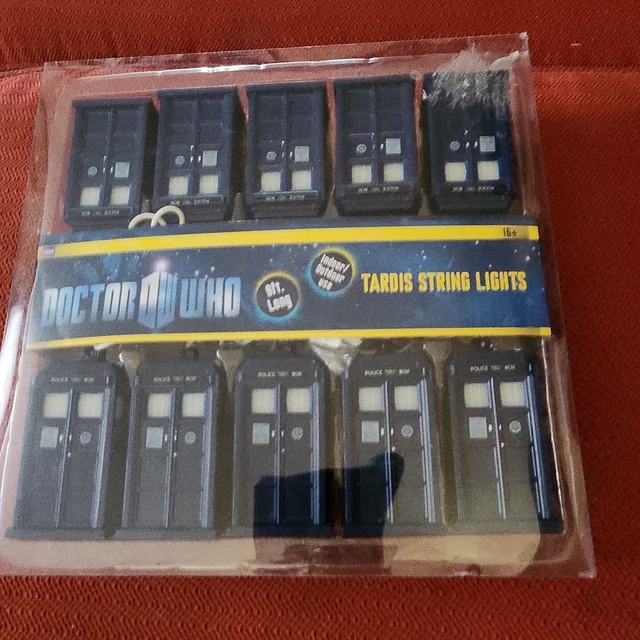 16+
DOCTOR DW WHO
9ft.
Long
Indoor/
Outdoor
use
TARDIS STRING LIGHTS
POLICE BOX
POLICE BOX
POLICE BOX
POLICE BOX
POLICE BOX